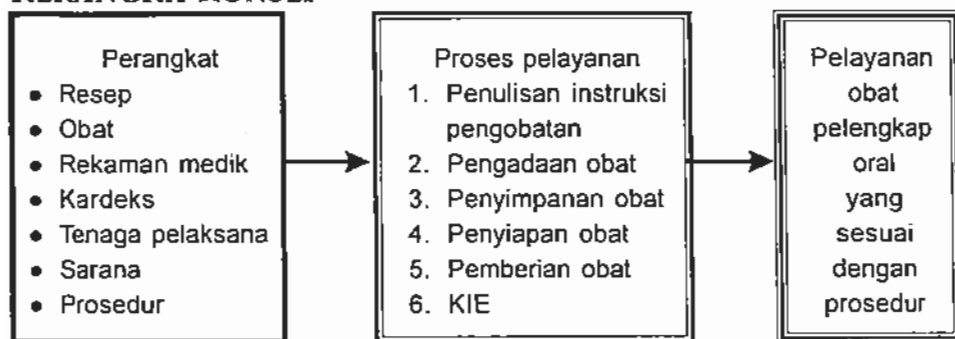 Perangkat
• Resep
• Obat
• Rekaman medik
• Kardeks
• Tenaga pelaksana
• Sarana
• Prosedur
Proses pelayanan
1. Penulisan instruksi
pengobatan
2. Pengadaan obat
3. Penyimpanan obat
4. Penyiapan obat
5. Pemberian obat
6. KIE
Pelayanan
obat
pelengkap
oral
yang
sesuai
dengan
prosedur